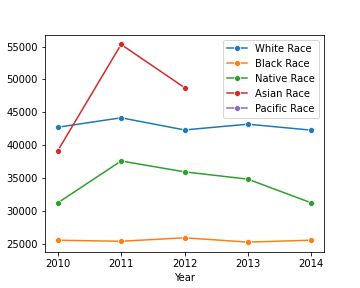 55000
50000
45000
40000
35000
30000
25000
2010 2011 2012 2013 2014
Year
White Race
Black Race
Native Race
Asian Race
Pacific Race